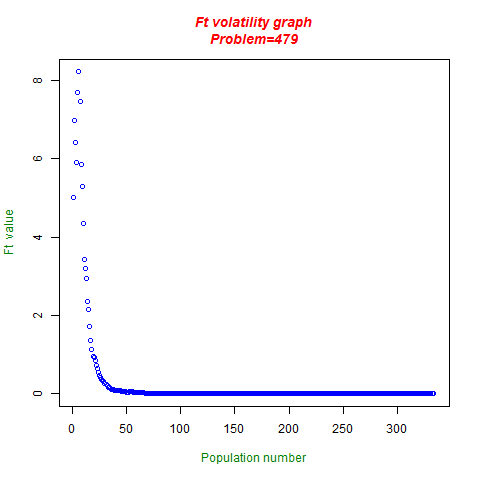 Ft volatility graph
Problem=479
8
6
4
2
0
Ft value
0 50 100 150 200 250 300
Population number